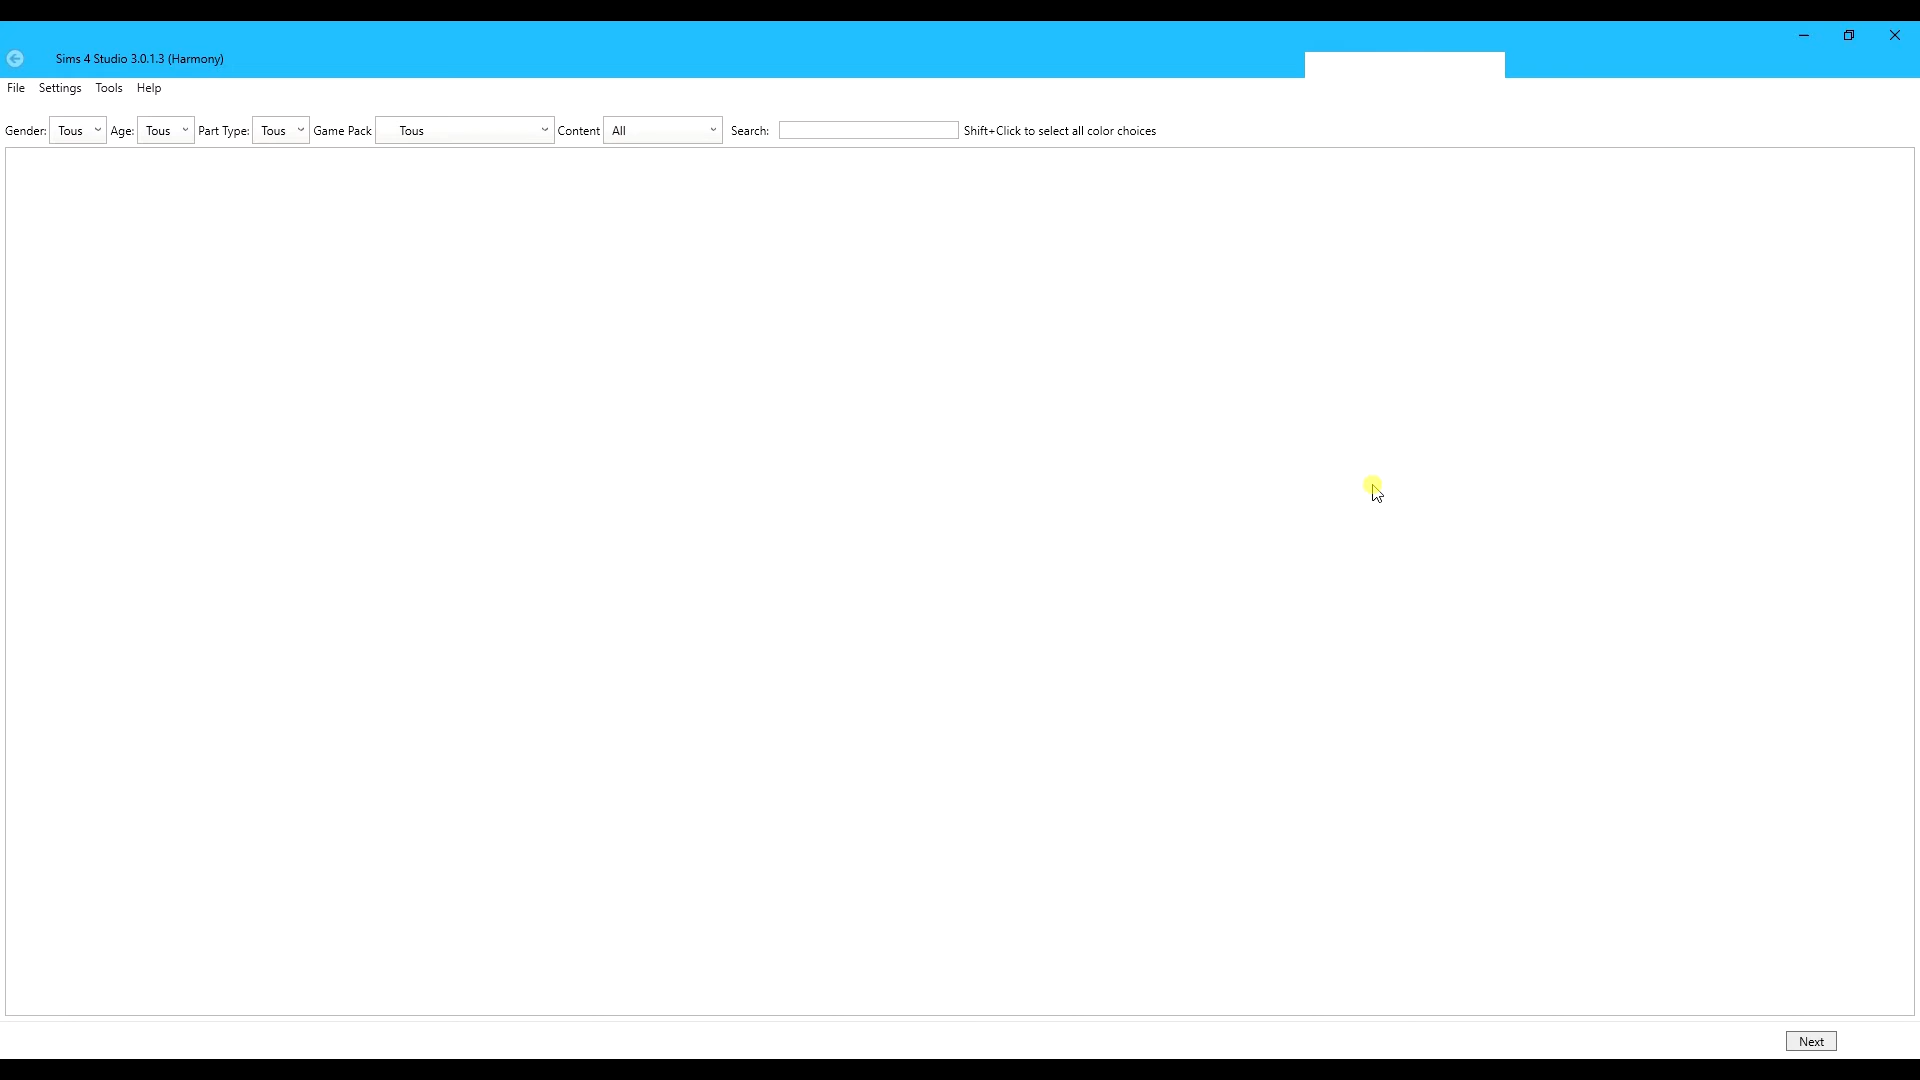 Sims 4 Studio 3.0.1.3 (Harmony)
File Settings Tools Help
Gender: Tous Age: Tous Part Type: Tous Game Pack Tous Content All Search: Shift+Click to select all color choices
Next